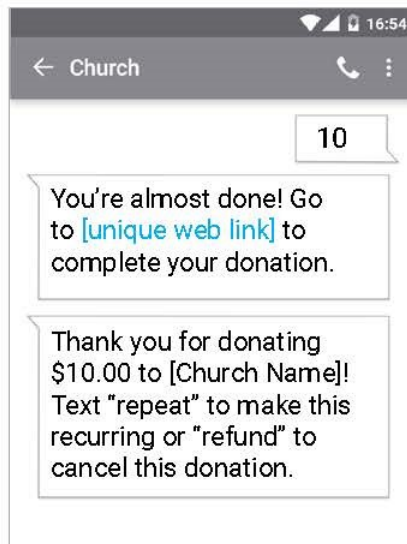 16:54
Church
10
You're almost done! Go
to [unique web link] to
complete your donation.
Thank you for donating
$10.00 to [Church Name]!
Text “repeat” to make this
recurring or “refund” to
cancel this donation.